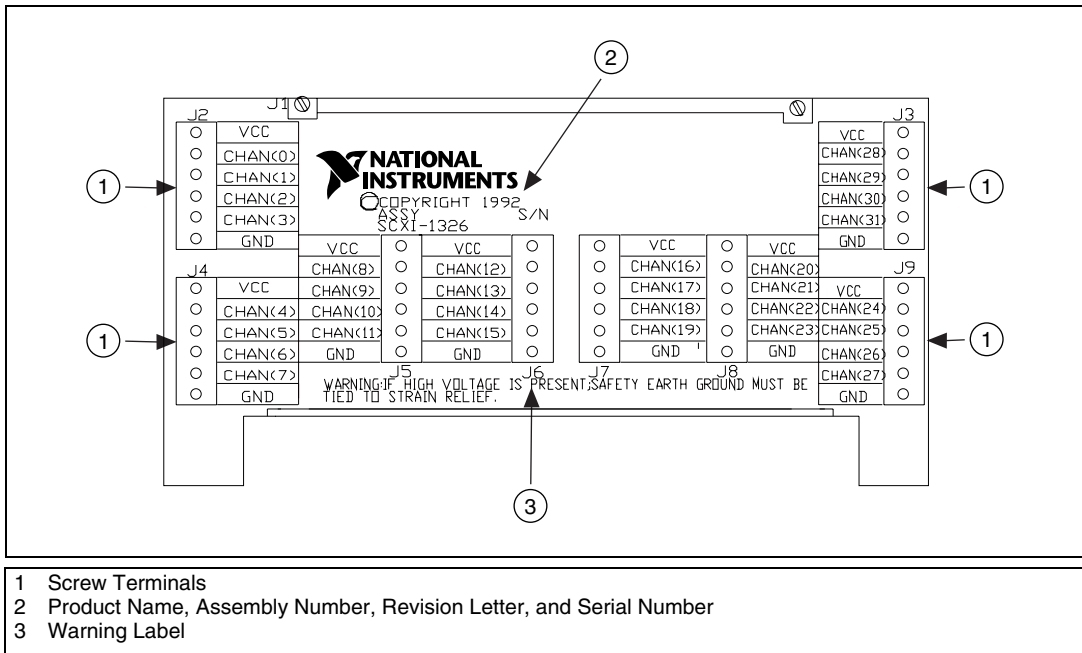 2
J1
J2
VCC
CHAN(0)
CHAN(1)
CHAN(2)
CHAN(3)
GND
1
NATIONAL
INSTRUMENTS
COPYRIGHT 1992
ASSY S/N
SCXI-1326
J3
VCC
CHAN(28)
CHAN(29)
CHAN(30)
CHAN(31)
GND
1
J4
VCC
CHAN(4)
CHAN(5)
CHAN(6)
CHAN(7)
GND
1
VCC
CHAN(8)
CHAN(9)
CHAN(10)
CHAN(11)
GND
J5
VCC
CHAN(12)
CHAN(13)
CHAN(14)
CHAN(15)
GND
J6
J7
VCC
CHAN(16)
CHAN(17)
CHAN(18)
CHAN(19)
GND
J8
VCC
CHAN(20)
CHAN(21)
CHAN(22)
CHAN(23)
GND
J9
VCC
CHAN(24)
CHAN(25)
CHAN(26)
CHAN(27)
GND
1
WARNING:IF HIGH VOLTAGE IS PRESENT;SAFETY EARTH GROUND MUST BE
TIED TO STRAIN RELIEF.
3
1 Screw Terminals
2 Product Name, Assembly Number, Revision Letter, and Serial Number
3 Warning Label